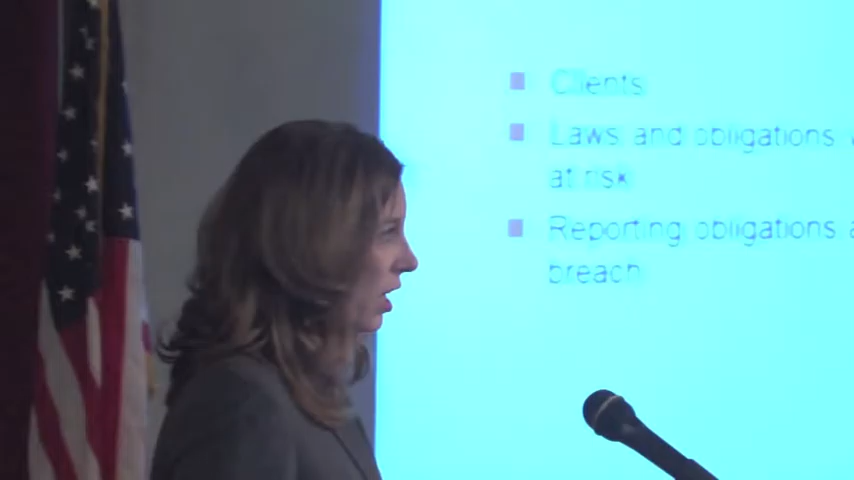 Clients
Laws and obligations
at risk
Reporting obligations
breach